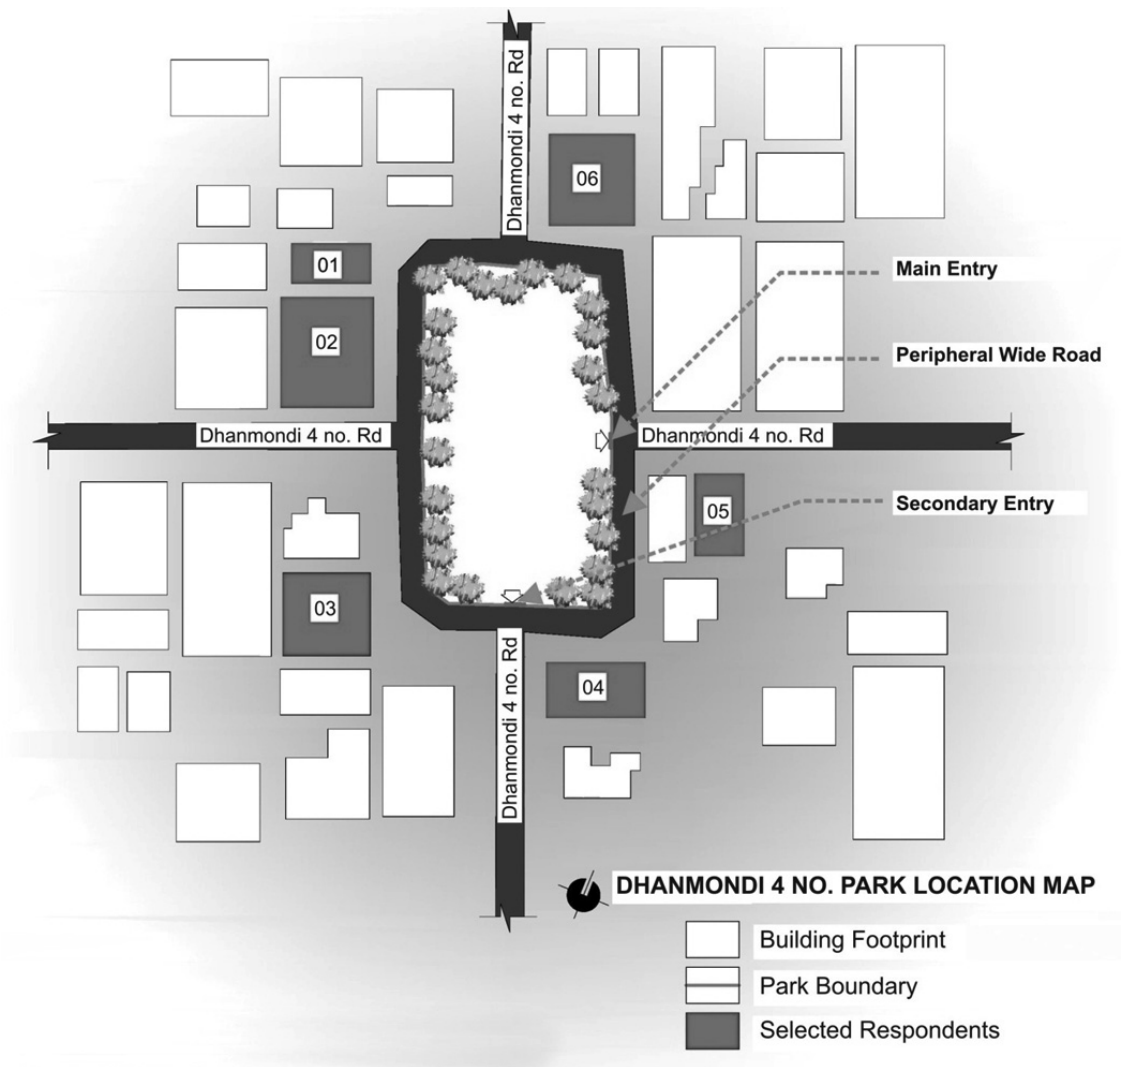 Dhanmondi 4 no. Rd
06
01
Main Entry
02
Peripheral Wide Road
Dhanmondi 4 no. Rd
Dhanmondi 4 no. Rd
05
Secondary Entry
03
Dhanmondi 4 no. Rd
04
DHANMONDI 4 NO. PARK LOCATION MAP
Building Footprint
Park Boundary
Selected Respondents